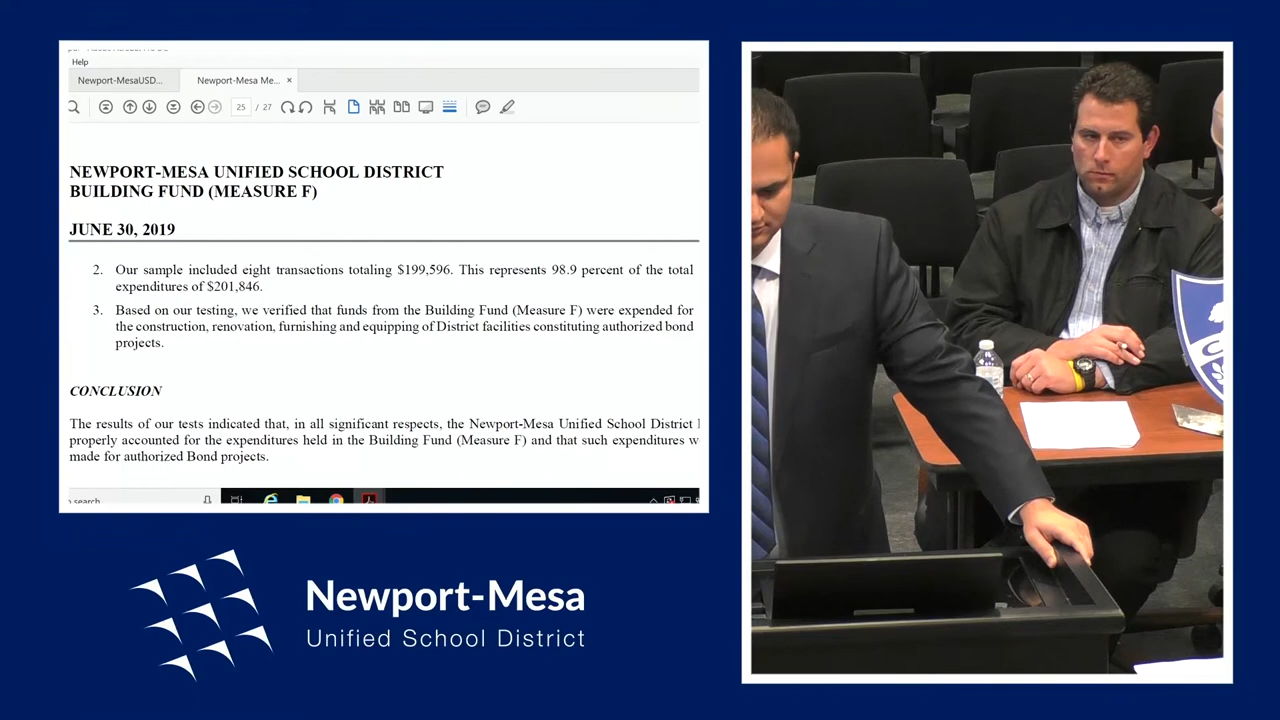 Help
Newport-MesaUSD...
Newport-Mesa Me... ×
25 / 27
NEWPORT-MESA UNIFIED SCHOOL DISTRICT
BUILDING FUND (MEASURE F)
JUNE 30, 2019
2. Our sample included eight transactions totaling $199,596. This represents 98.9 percent of the total
expenditures of $201,846.
3. Based on our testing, we verified that funds from the Building Fund (Measure F) were expended for
the construction, renovation, furnishing and equipping of District facilities constituting authorized bond
projects.
CONCLUSION
The results of our tests indicated that, in all significant respects, the Newport-Mesa Unified School District
properly accounted for the expenditures held in the Building Fund (Measure F) and that such expenditures w
made for authorized Bond projects.
search
Newport-Mesa
Unified School District